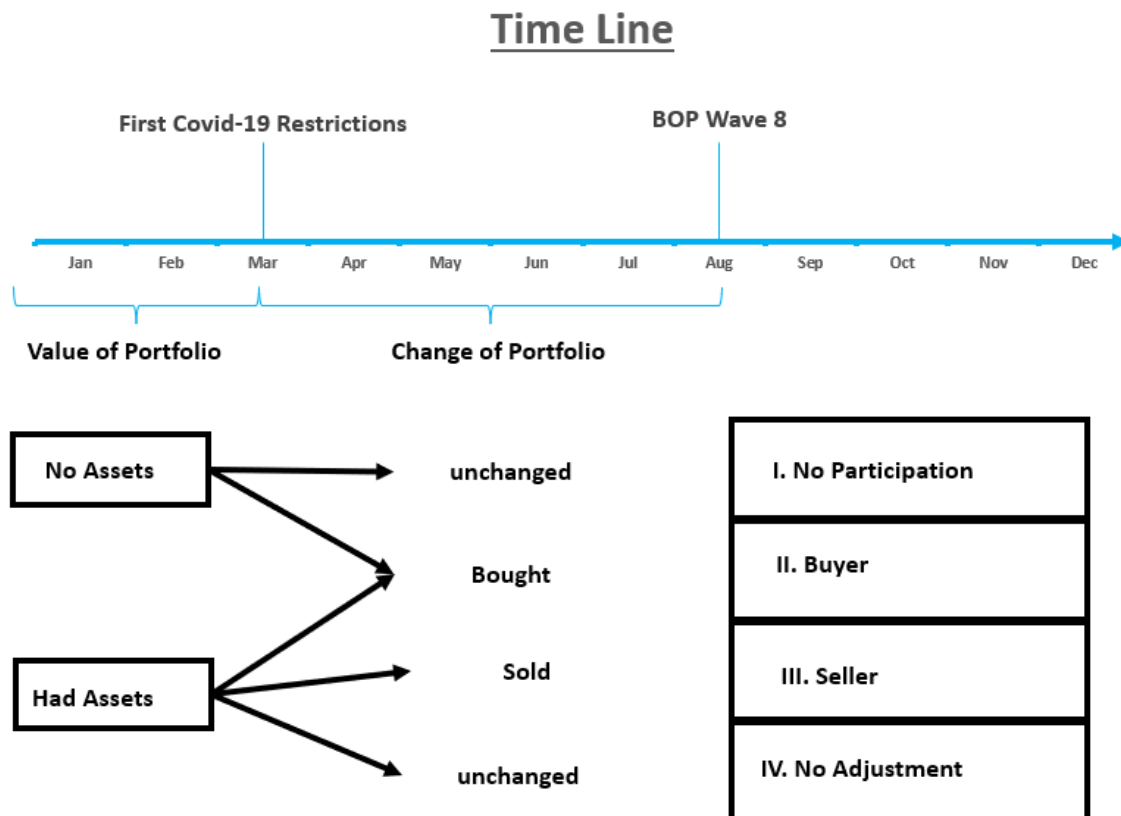 Time Line
First Covid-19 Restrictions
BOP Wave 8
Jan Feb Mar Apr May Jun Jul Aug Sep Oct Nov Dec
Value of Portfolio
Change of Portfolio
No Assets
unchanged
I. No Participation
Bought
II. Buyer
Had Assets
Sold
III. Seller
unchanged
IV. No Adjustment